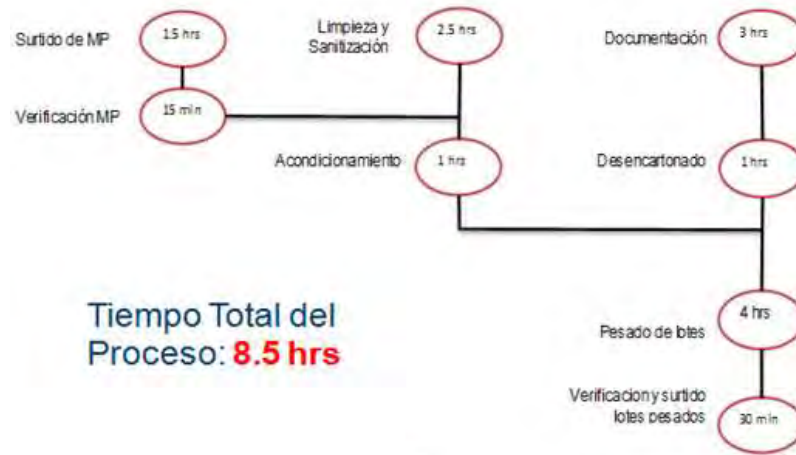 Surtido de MP
1.5 hrs
Limpieza y
Sanitización
2.5 hrs
Documentación
3 hrs
Verificación MP
15 min
Acondicionamiento
1 hrs
Desencartonado
1 hrs
Tiempo Total del
Proceso: 8.5 hrs
Pesado de lotes
4 hrs
Verificacion y surtido
lotes pesados
30 min